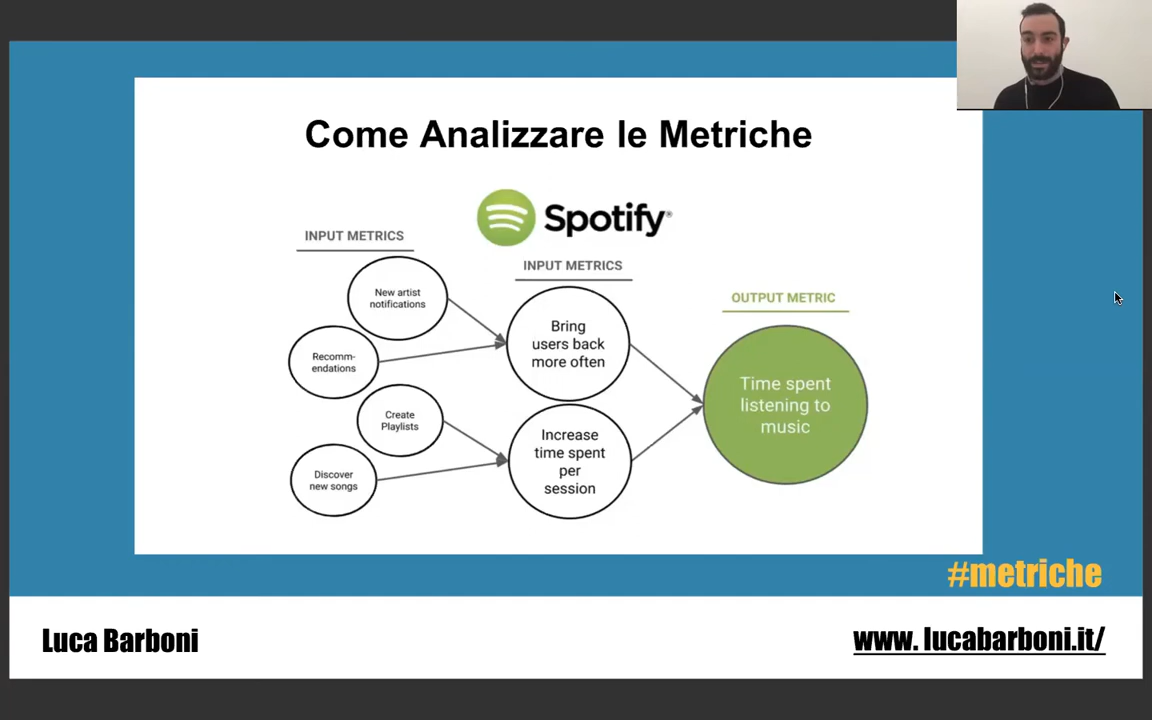 Come Analizzare le Metriche
Spotify®
INPUT METRICS
New artist
notifications
Recomm-
endations
Create
Playlists
Discover
new songs
INPUT METRICS
Bring
users back
more often
Increase
time spent
per
session
OUTPUT METRIC
Time spent
listening to
music
#metriche
Luca Barboni
www. lucabarboni.it/